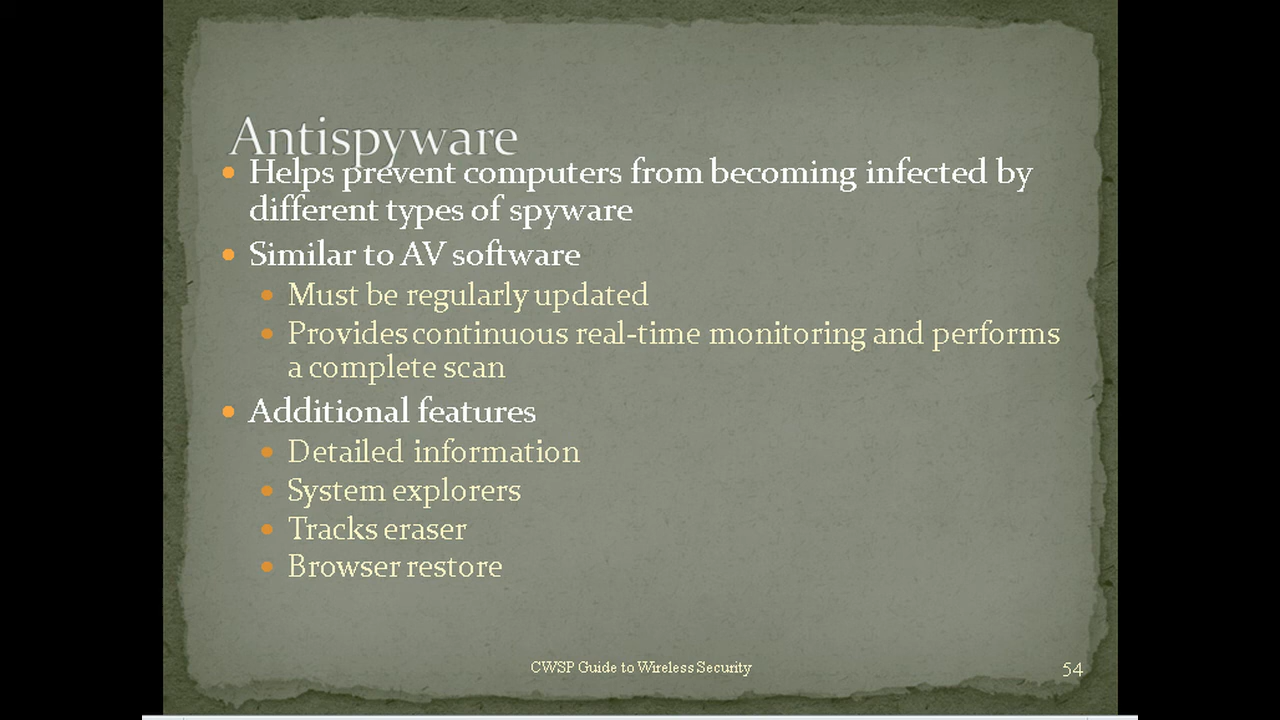 Antispyware
Helps prevent computers from becoming infected by
different types of spyware
Similar to AV software
Must be regularly updated
Provides continuous real-time monitoring and performs
a complete scan
Additional features
Detailed information
System explorers
Tracks eraser
Browser restore
CWSP Guide to Wireless Security
54